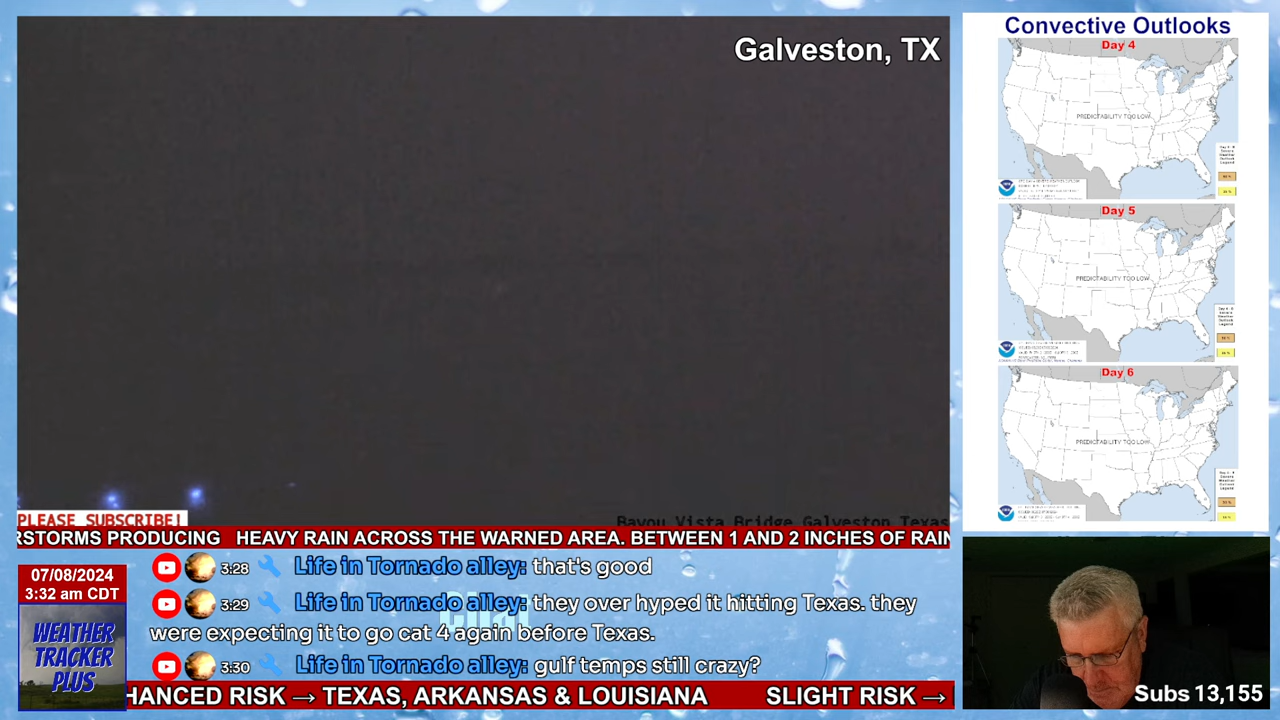 Galveston, TX
PLEASE SUBSCRIBE!
Bayou Vista Bridge Galveston Texas
RSTORMS PRODUCING HEAVY RAIN ACROSS THE WARNED AREA. BETWEEN 1 AND 2 INCHES OF RAIN
07/08/2024
3:32 am CDT
WEATHER
TRACKER
PLUS
3:28 Life in Tornado alley: that's good
3:29 Life in Tornado alley: they over hyped it hitting Texas. they
were expecting it to go cat 4 again before Texas.
3:30 Life in Tornado alley: gulf temps still crazy?
HANCED RISK → TEXAS, ARKANSAS & LOUISIANA SLIGHT RISK →
Convective Outlooks
Day 4
PREDICTABILITY TOO LOW
Day 5
PREDICTABILITY TOO LOW
Day 6
PREDICTABILITY TOO LOW
Subs 13,155